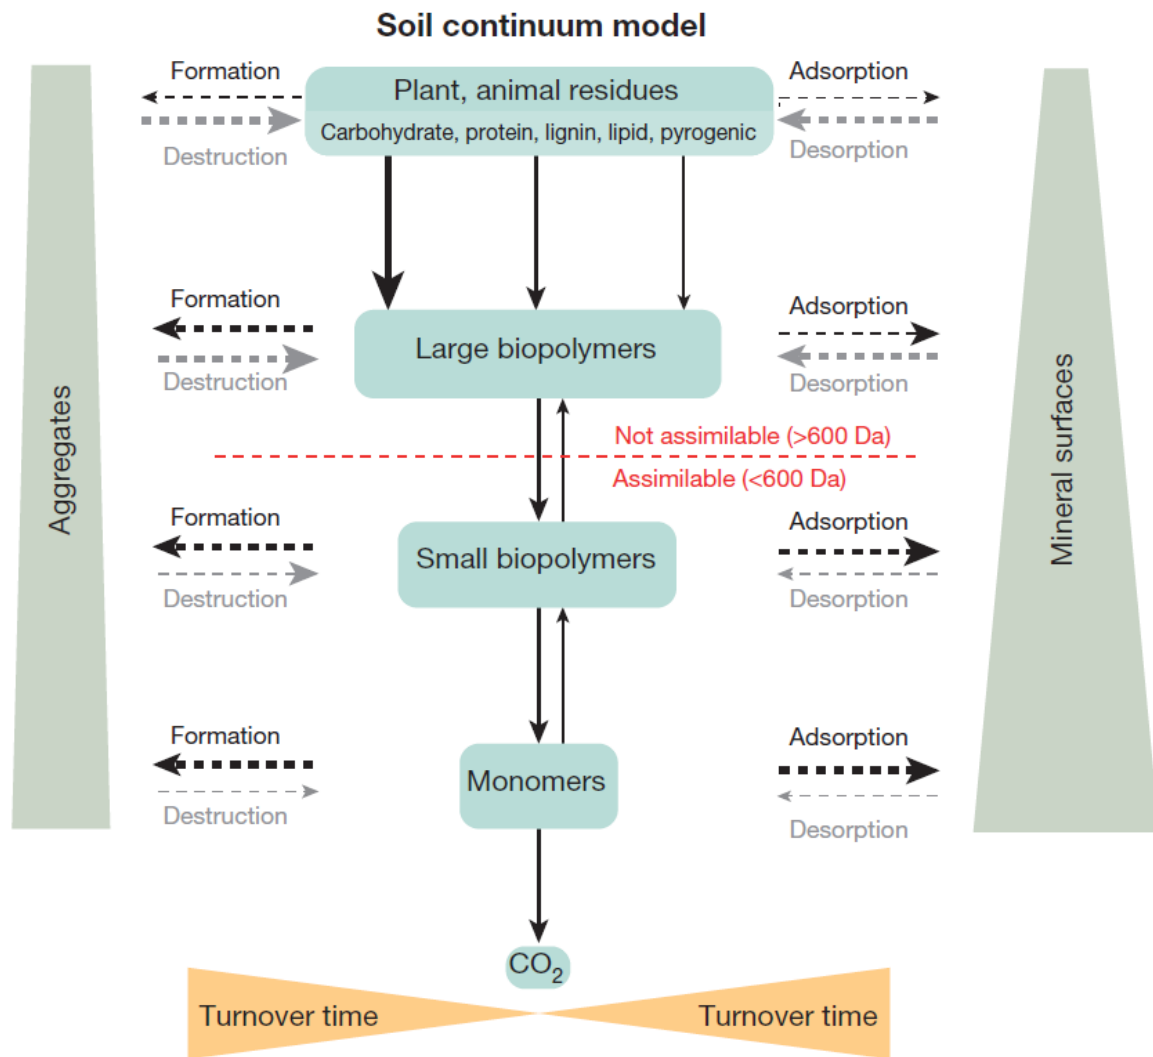 Soil continuum model
Formation
Plant, animal residues
Adsorption
Carbohydrate, protein, lignin, lipid, pyrogenic
Destruction
Desorption
Formation
Adsorption
Large biopolymers
Destruction
Desorption
Not assimilable (>600 Da)
Assimilable (<600 Da)
Aggregates
Mineral surfaces
Formation
Adsorption
Small biopolymers
Destruction
Desorption
Formation
Adsorption
Monomers
Destruction
Desorption
CO₂
Turnover time
Turnover time